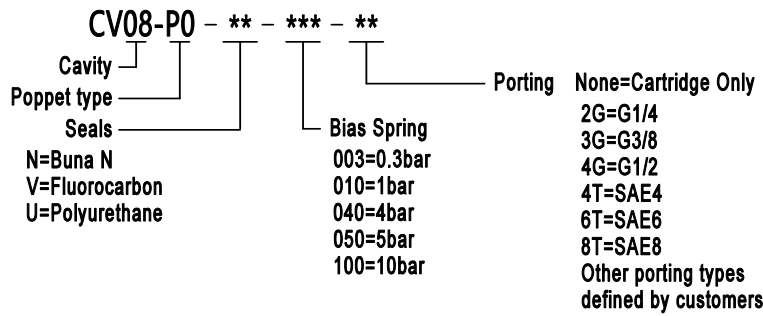 CV08-P0 - ** - *** - **
Cavity
Poppet type
Seals
N=Buna N
V=Fluorocarbon
U=Polyurethane
Bias Spring
003=0.3bar
010=1bar
040=4bar
050=5bar
100=10bar
Porting
None=Cartridge Only
2G=G1/4
3G=G3/8
4G=G1/2
4T=SAE4
6T=SAE6
8T=SAE8
Other porting types
defined by customers